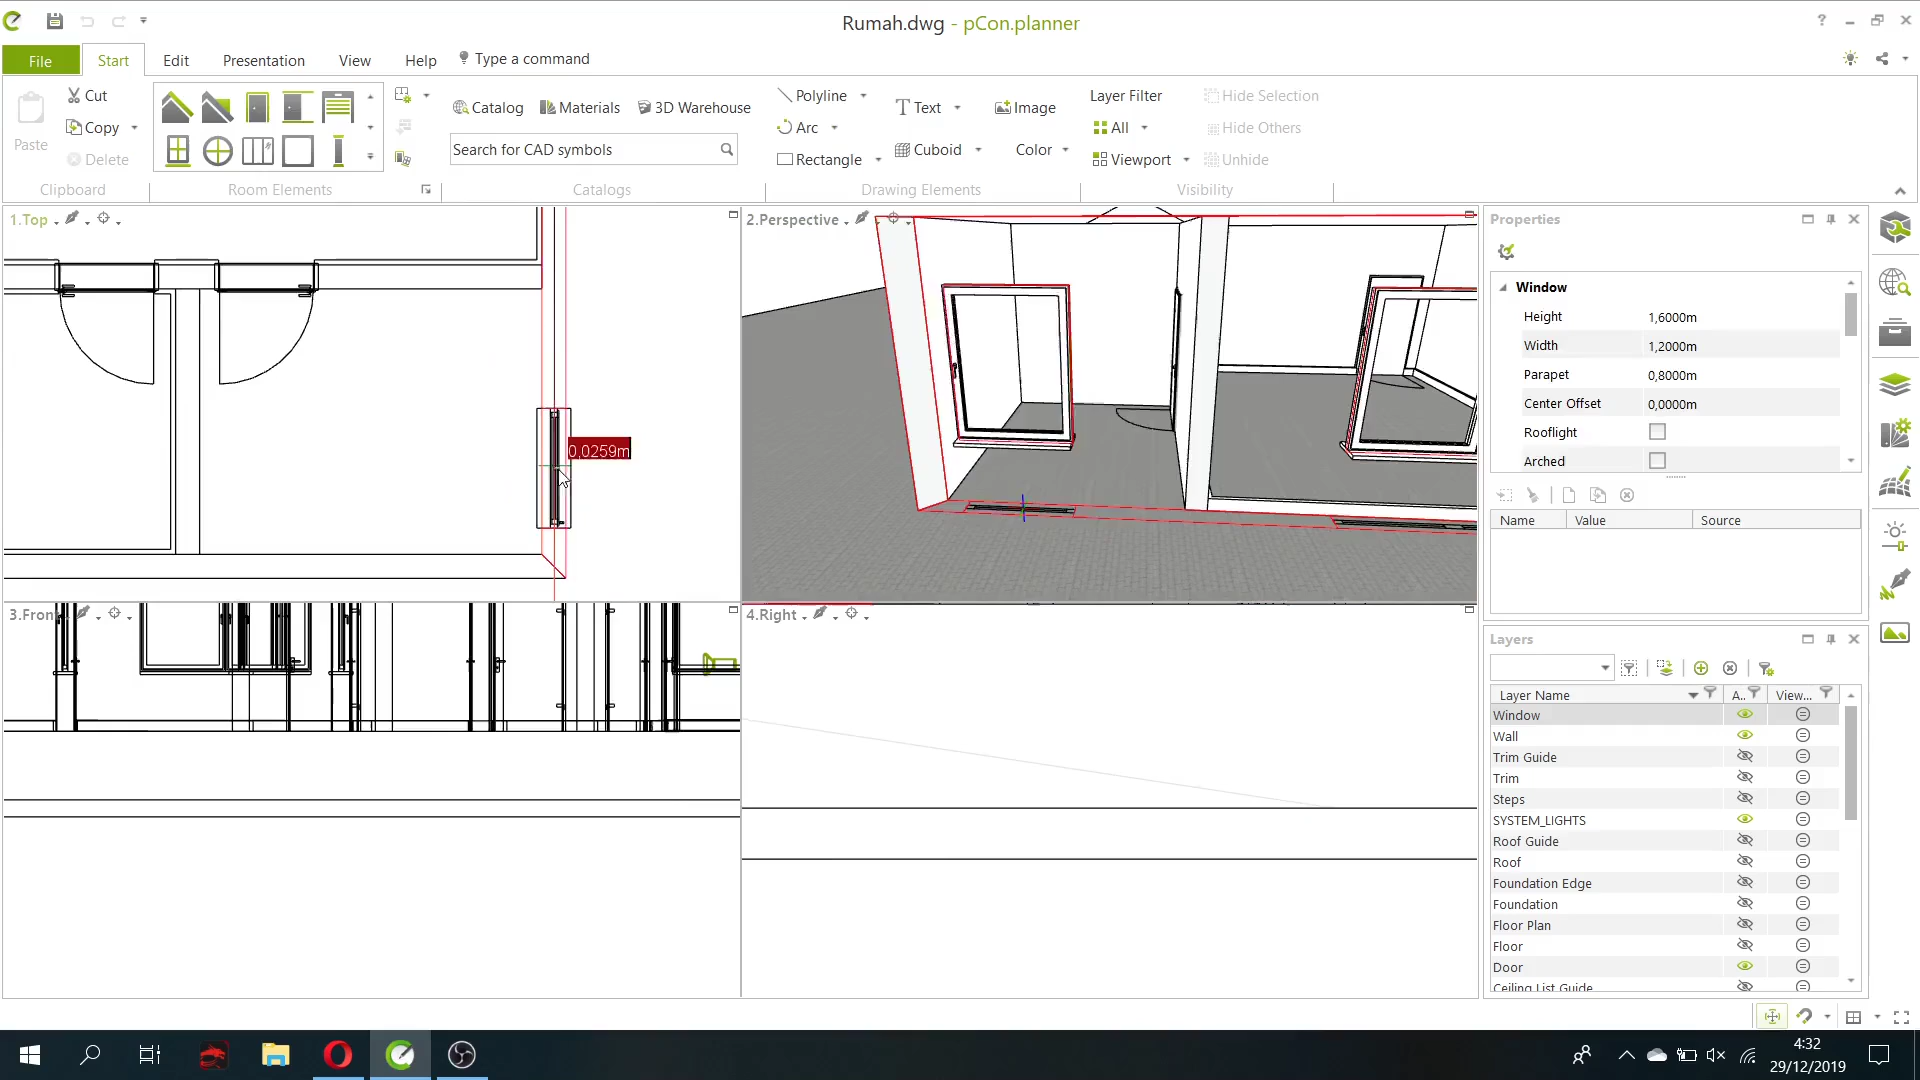 Rumah.dwg - pCon.planner
File
Start
Edit
Presentation
View
Help
Type a command
Paste
Cut
Copy
Delete
Clipboard
Room Elements
Catalog
Materials
3D Warehouse
Search for CAD symbols
Catalogs
Polyline
Arc
Rectangle
Text
Cuboid
Image
Color
Drawing Elements
Layer Filter
All
Viewport
Hide Selection
Hide Others
Unhide
Visibility
1.Top
0,0259m
2.Perspective
3.Front
4.Right
Properties
Window
Height 1,6000m
Width 1,2000m
Parapet 0,8000m
Center Offset 0,0000m
Rooflight
Arched
Name Value Source
Layers
Layer Name A.. View...
Window
Wall
Trim Guide
Trim
Steps
SYSTEM_LIGHTS
Roof Guide
Roof
Foundation Edge
Foundation
Floor Plan
Floor
Door
Ceiling List Guide
4:32
29/12/2019